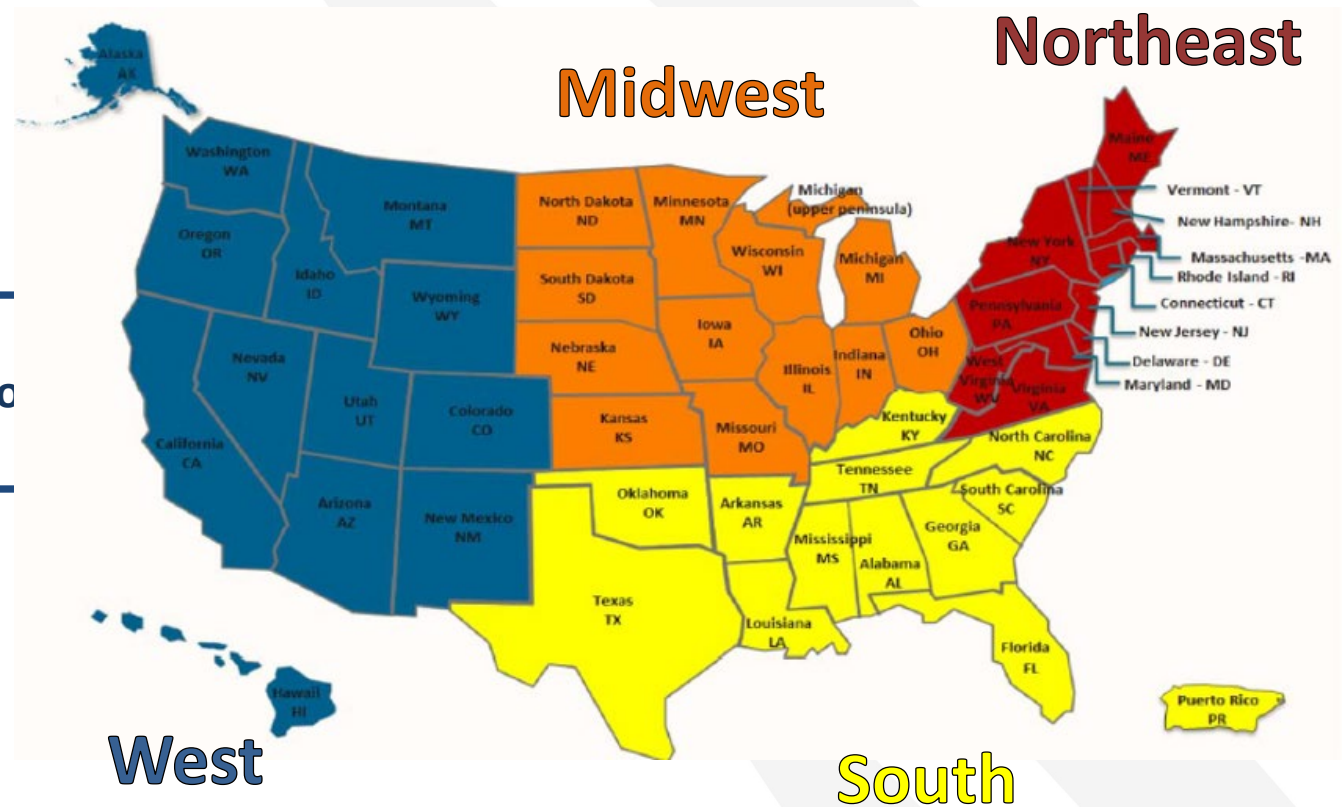 Northeast
Midwest
Alaska
AK
Maine
ME
Washington
WA
Montana
MT
North Dakota
ND
Minnesota
MN
Michigan
(upper peninsula)
Vermont - VT
New Hampshire- NH
Oregon
OR
Idaho
ID
Wisconsin
WI
Michigan
MI
New York
NY
Massachusetts -MA
Rhode Island - RI
Wyoming
WY
South Dakota
SD
Connecticut - CT
Pennsylvania
PA
New Jersey - NJ
Iowa
IA
Ohio
OH
Nevada
NV
Nebraska
NE
Illinois
IL
Indiana
IN
West
Virginia
WV
Virginia
VA
Delaware - DE
Maryland - MD
o
Utah
UT
Colorado
CO
Kansas
KS
Missouri
MO
Kentucky
KY
California
CA
North Carolina
NC
Tennessee
TN
Arizona
AZ
New Mexico
NM
Oklahoma
OK
Arkansas
AR
South Carolina
SC
Mississippi
MS
Alabama
AL
Georgia
GA
Texas
TX
Louisiana
LA
Florida
FL
Hawaii
HI
Puerto Rico
PR
West
South